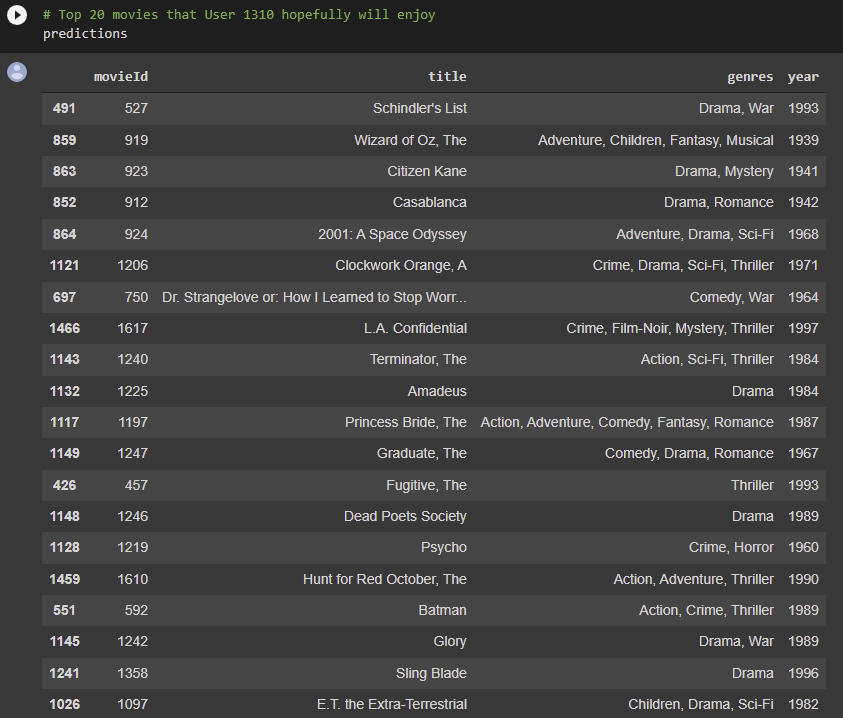 # Top 20 movies that User 1310 hopefully will enjoy
predictions
movieId title genres year
491 527 Schindler's List Drama, War 1993
859 919 Wizard of Oz, The Adventure, Children, Fantasy, Musical 1939
863 923 Citizen Kane Drama, Mystery 1941
852 912 Casablanca Drama, Romance 1942
864 924 2001: A Space Odyssey Adventure, Drama, Sci-Fi 1968
1121 1206 Clockwork Orange, A Crime, Drama, Sci-Fi, Thriller 1971
697 750 Dr. Strangelove or: How I Learned to Stop Worr... Comedy, War 1964
1466 1617 L.A. Confidential Crime, Film-Noir, Mystery, Thriller 1997
1143 1240 Terminator, The Action, Sci-Fi, Thriller 1984
1132 1225 Amadeus Drama 1984
1117 1197 Princess Bride, The Action, Adventure, Comedy, Fantasy, Romance 1987
1149 1247 Graduate, The Comedy, Drama, Romance 1967
426 457 Fugitive, The Thriller 1993
1148 1246 Dead Poets Society Drama 1989
1128 1219 Psycho Crime, Horror 1960
1459 1610 Hunt for Red October, The Action, Adventure, Thriller 1990
551 592 Batman Action, Crime, Thriller 1989
1145 1242 Glory Drama, War 1989
1241 1358 Sling Blade Drama 1996
1026 1097 E.T. the Extra-Terrestrial Children, Drama, Sci-Fi 1982